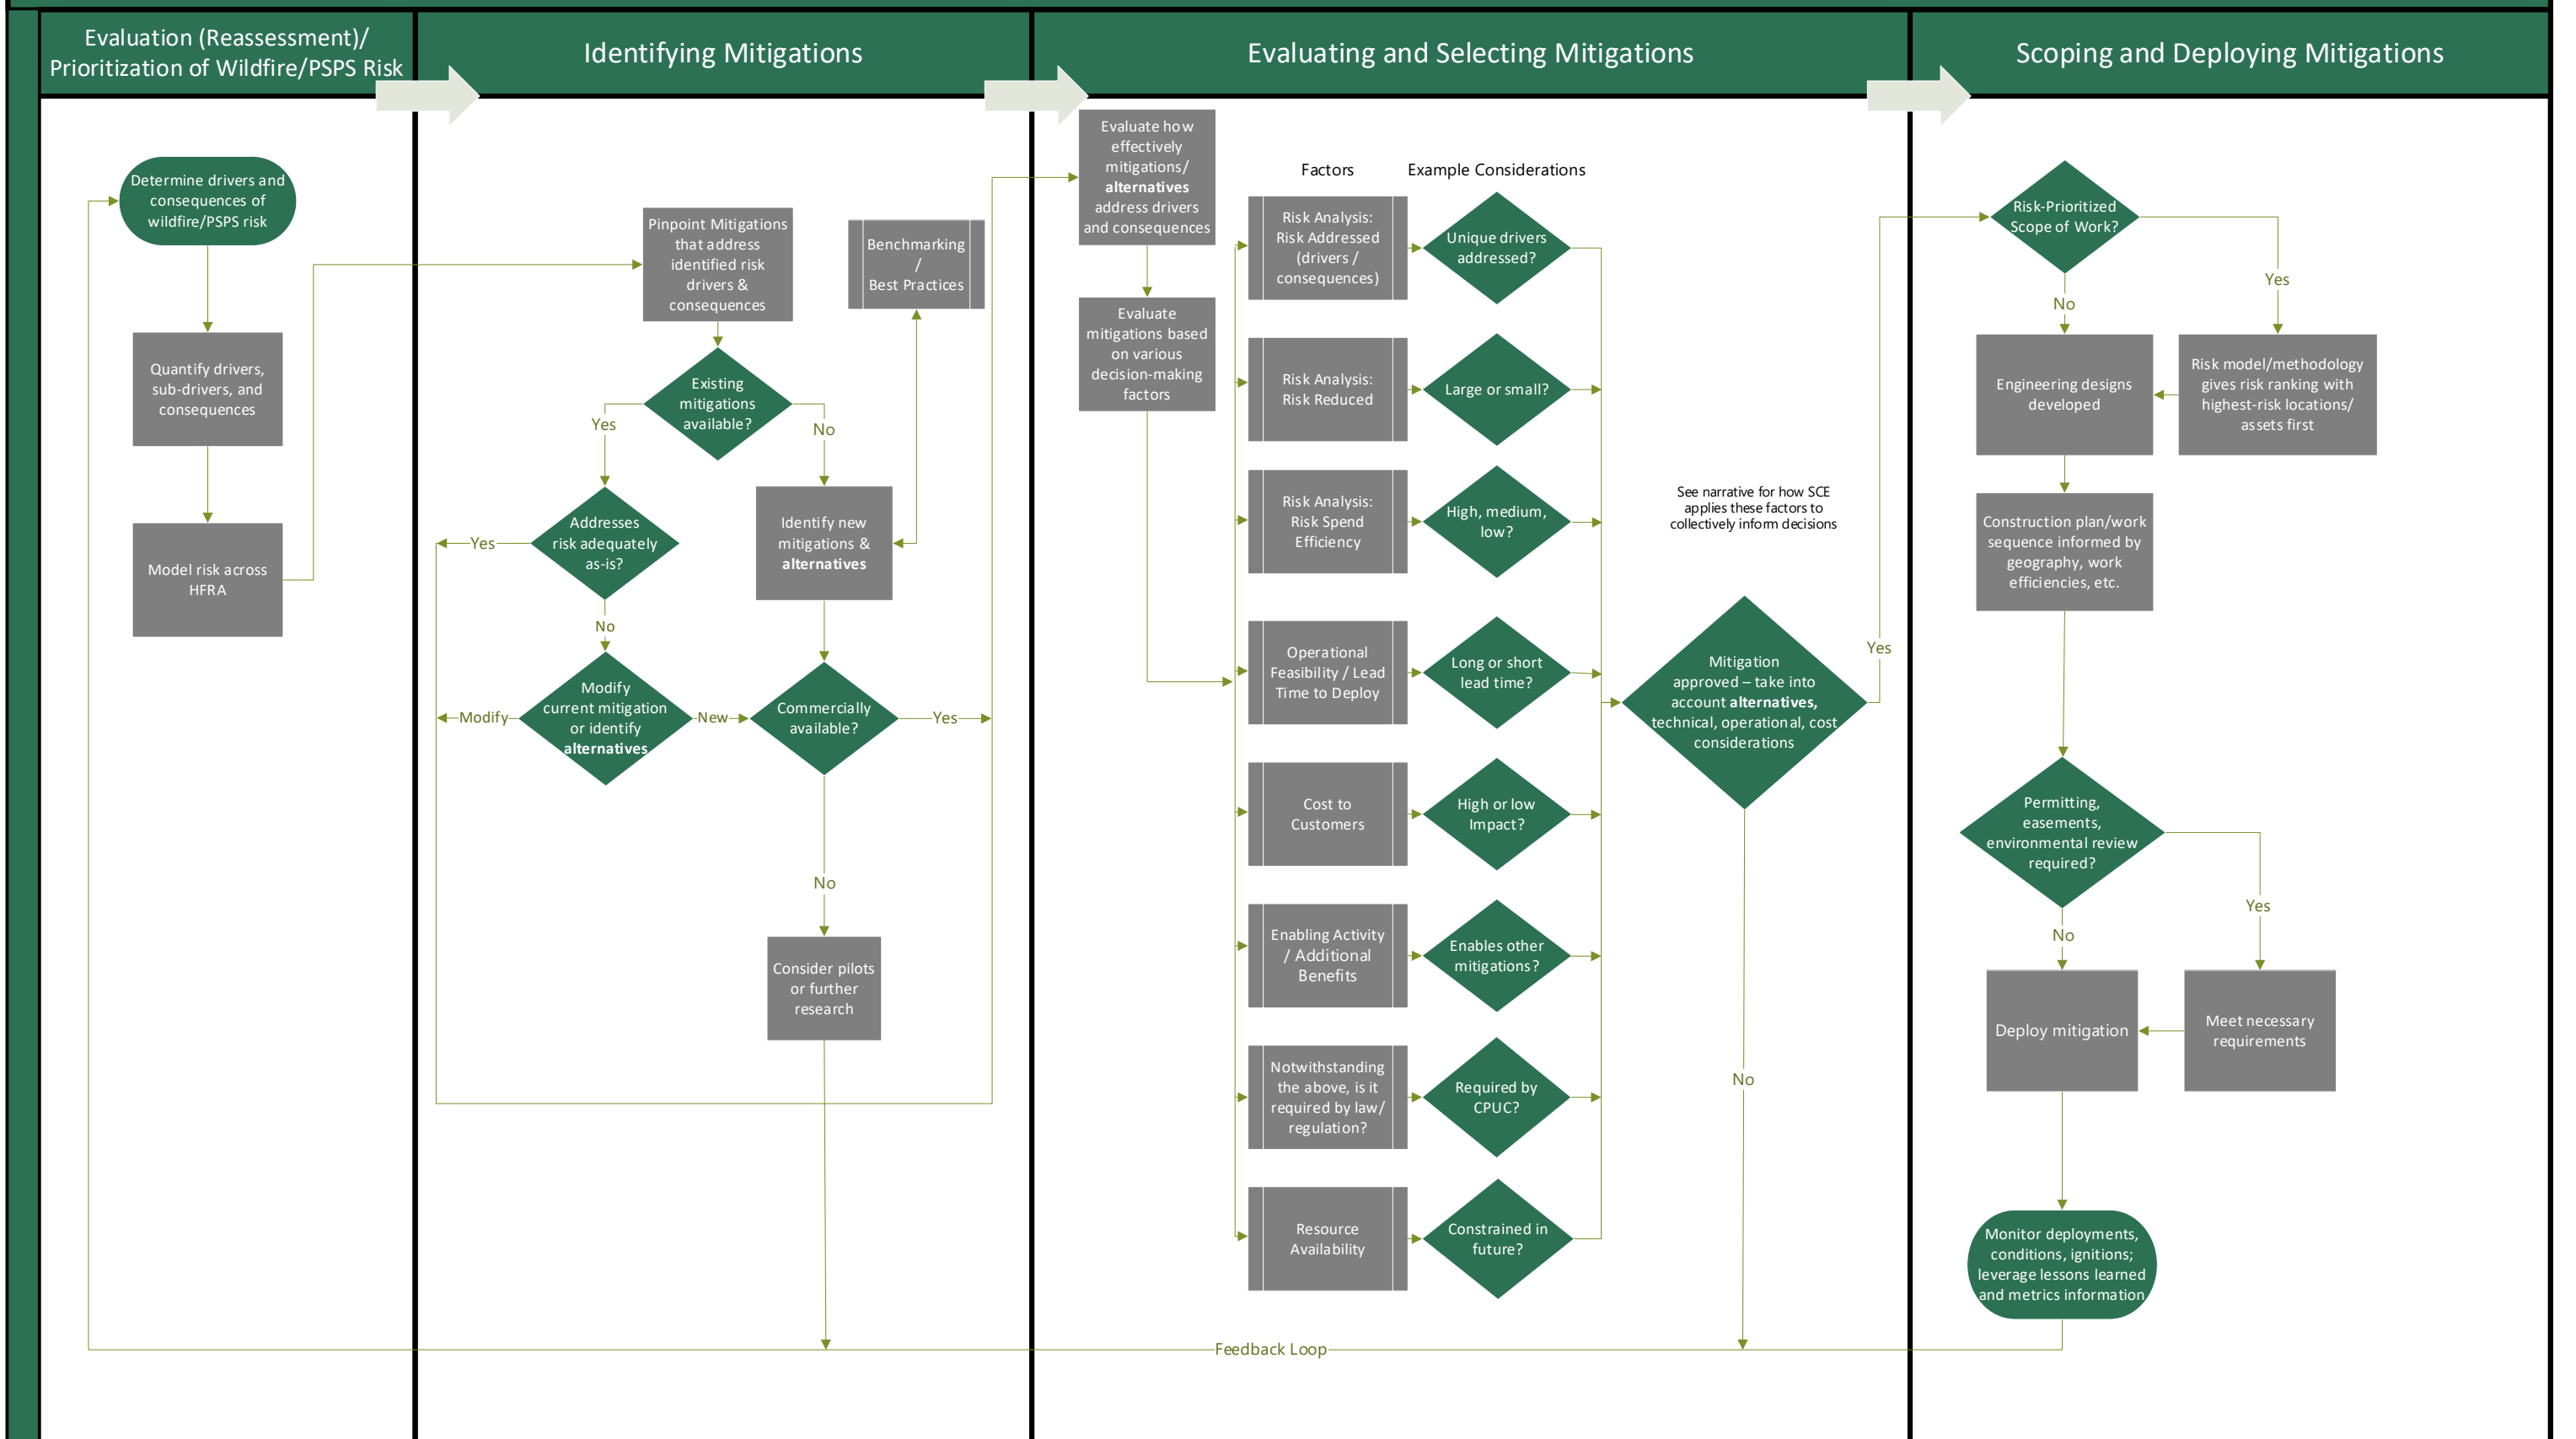 Evaluation (Reassessment)/
Prioritization of Wildfire/PSPS Risk
Identifying Mitigations
Evaluating and Selecting Mitigations
Scoping and Deploying Mitigations
Determine drivers and
consequences of
wildfire/PSPS risk
Quantify drivers,
sub-drivers, and
consequences
Model risk across
HFRA
Pinpoint Mitigations
that address
identified risk
drivers &
consequences
Benchmarking
/
Best Practices
Existing
mitigations
available?
Yes
No
Addresses
risk adequately
as-is?
Yes
No
Identify new
mitigations &
alternatives
Modify
current mitigation
or identify
alternatives
Modify
New
Commercially
available?
Yes
No
Consider pilots
or further
research
Evaluate how
effectively
mitigations/
alternatives
address drivers
and consequences
Evaluate
mitigations based
on various
decision-making
factors
Factors
Example Considerations
Risk Analysis:
Risk Addressed
(drivers /
consequences)
Unique drivers
addressed?
Risk Analysis:
Risk Reduced
Large or small?
Risk Analysis:
Risk Spend
Efficiency
High, medium,
low?
Operational
Feasibility / Lead
Time to Deploy
Long or short
lead time?
Cost to
Customers
High or low
Impact?
Enabling Activity
/ Additional
Benefits
Enables other
mitigations?
Notwithstanding
the above, is it
required by law/
regulation?
Required by
CPUC?
Resource
Availability
Constrained in
future?
See narrative for how SCE
applies these factors to
collectively inform decisions
Mitigation
approved – take into
account alternatives,
technical, operational, cost
considerations
Yes
No
Risk-Prioritized
Scope of Work?
Yes
No
Engineering designs
developed
Risk model/methodology
gives risk ranking with
highest-risk locations/
assets first
Construction plan/work
sequence informed by
geography, work
efficiencies, etc.
Permitting,
easements,
environmental review
required?
Yes
No
Deploy mitigation
Meet necessary
requirements
Monitor deployments,
conditions, ignitions;
leverage lessons learned
and metrics information
Feedback Loop